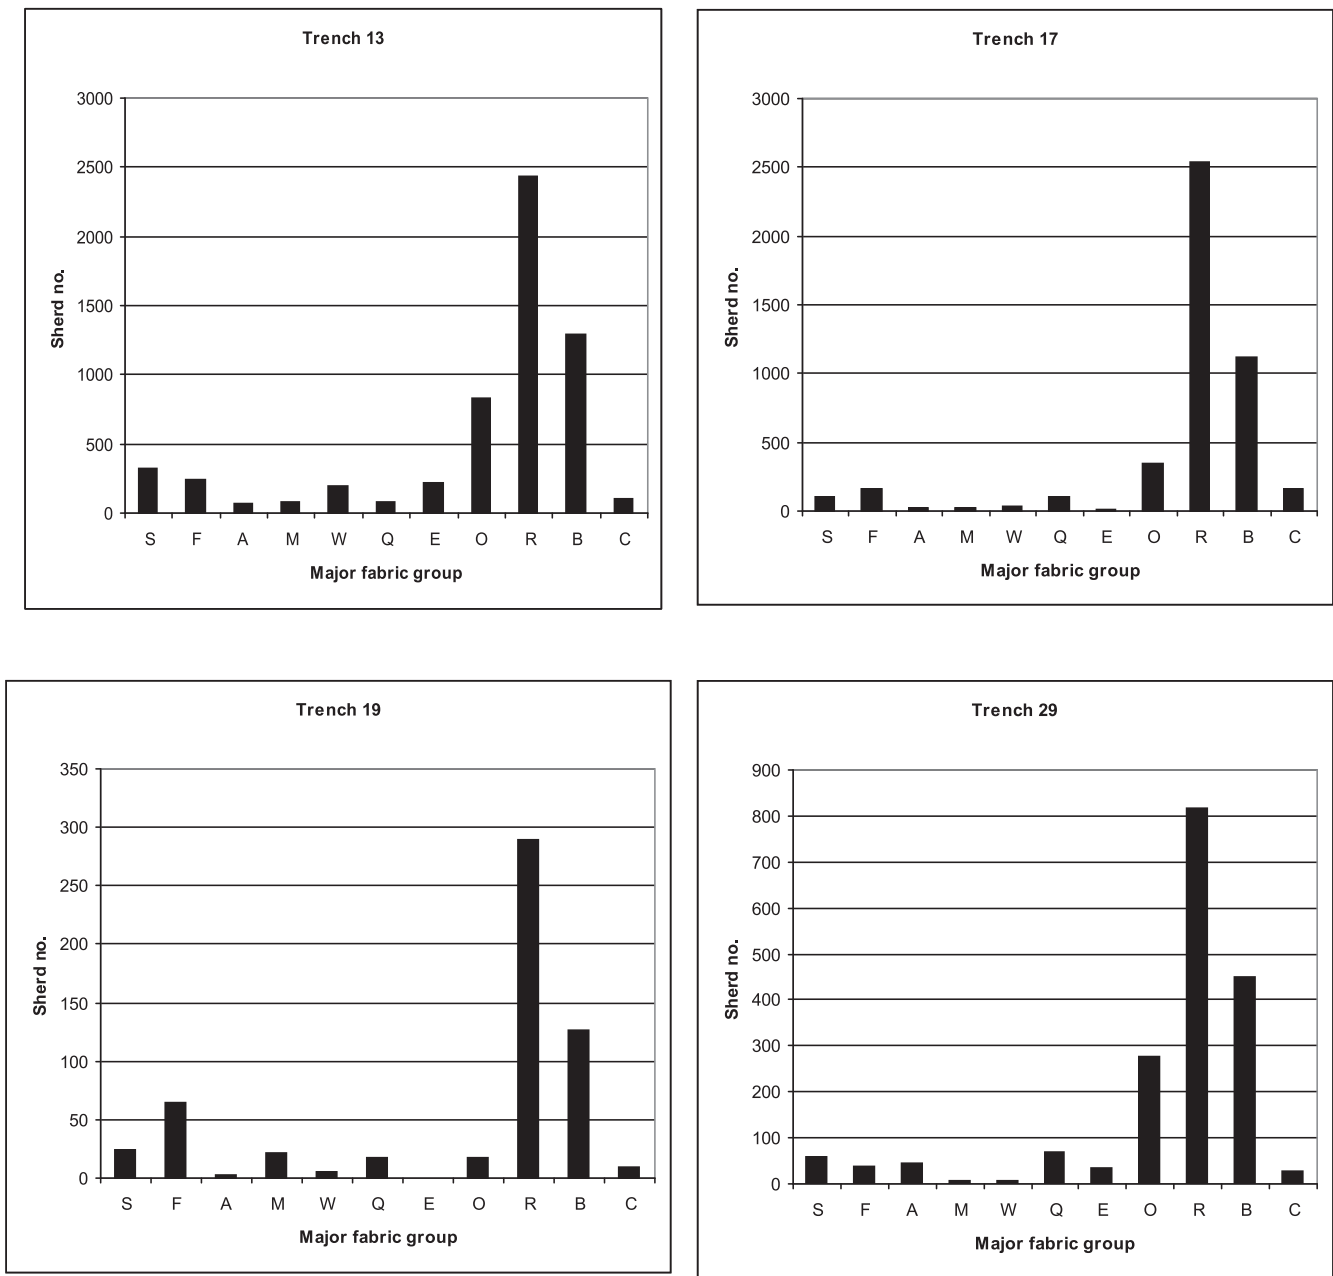 Trench 13
3000
2500
2000
1500
1000
500
0
Sherd no.
S F A M W Q E O R B C
Major fabric group
Trench 17
3000
2500
2000
1500
1000
500
0
Sherd no.
S F A M W Q E O R B C
Major fabric group
Trench 19
350
300
250
200
150
100
50
0
Sherd no.
S F A M W Q E O R B C
Major fabric group
Trench 29
900
800
700
600
500
400
300
200
100
0
Sherd no.
S F A M W Q E O R B C
Major fabric group